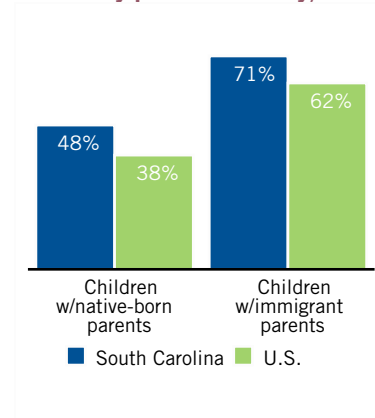 48%
38%
71%
62%
Children
w/native-born
parents
Children
w/immigrant
parents
South Carolina
U.S.